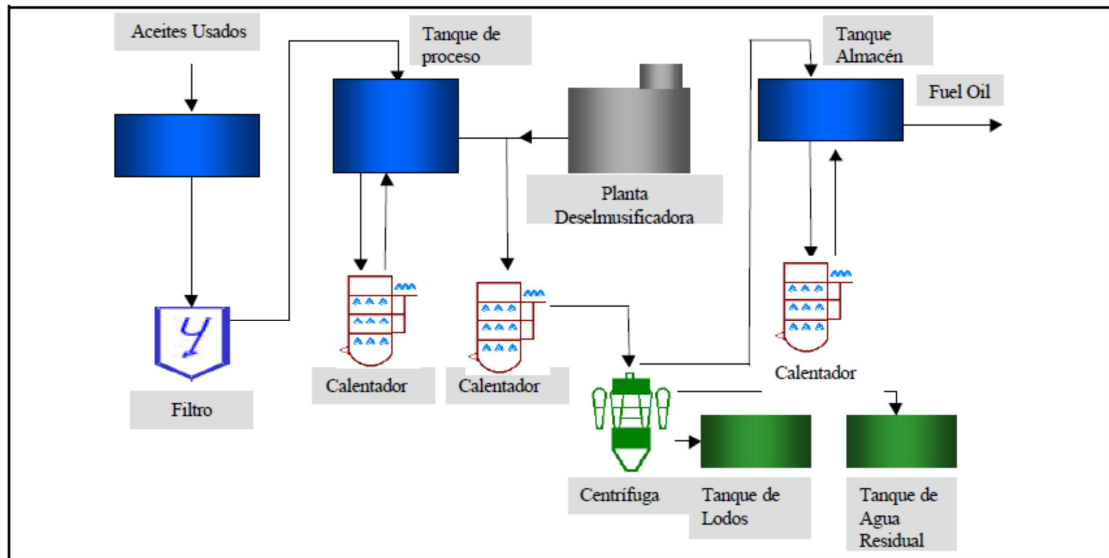 Aceites Usados
Tanque de
proceso
Tanque
Almacén
Fuel Oil
Planta
Deselmusificadora
Filtro
Calentador
Calentador
Calentador
Centrífuga
Tanque de
Lodos
Tanque de
Agua
Residual